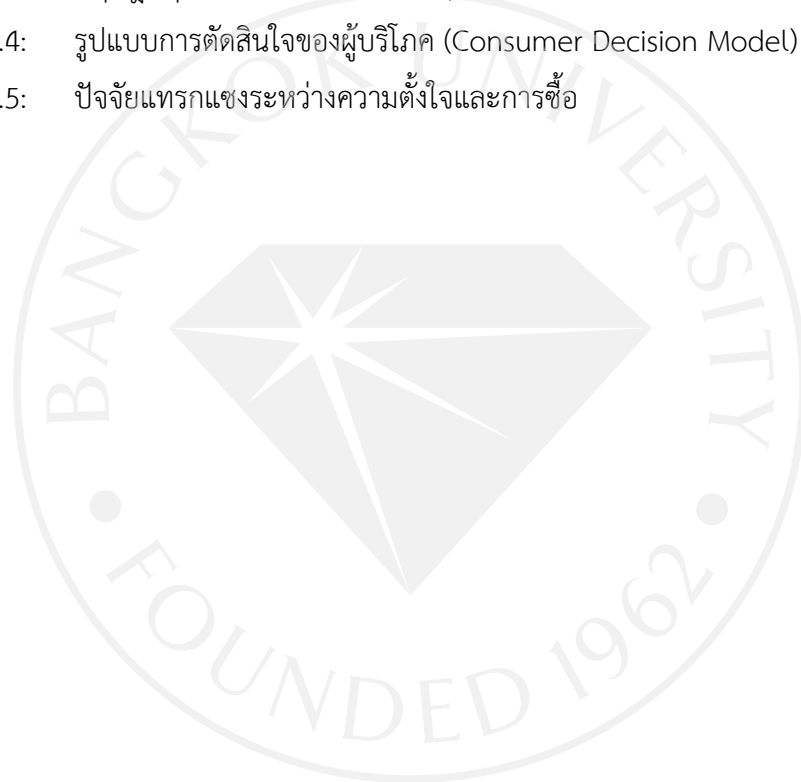 .4: รูปแบบการตัดสินใจของผู้บริโภค (Consumer Decision Model)
.5: ปัจจัยแทรกแซงระหว่างความตั้งใจและการซื้อ
BANGKOK UNIVERSITY
• FOUNDED 1962 •